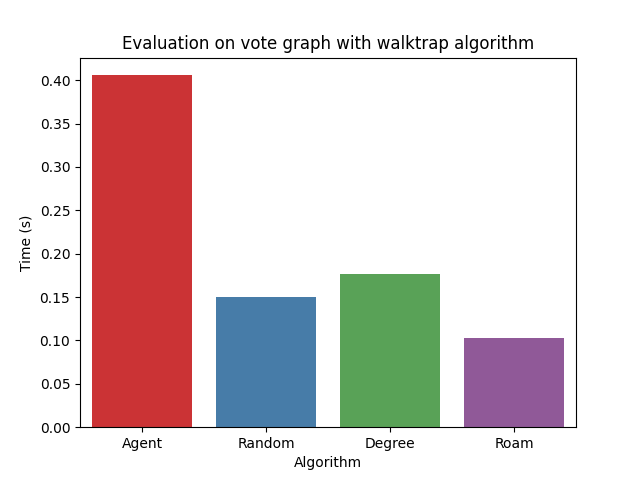 Evaluation on vote graph with walktrap algorithm
0.40
0.35
0.30
0.25
0.20
0.15
0.10
0.05
0.00
Time (s)
Agent Random Degree Roam
Algorithm